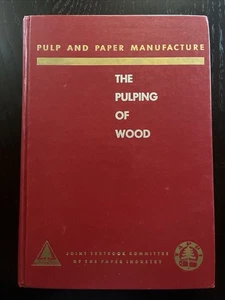 PULP AND PAPER MANUFACTURE
THE
PULPING
OF
WOOD
JOINT TEXTBOOK COMMITTEE
OF THE PAPER INDUSTRY